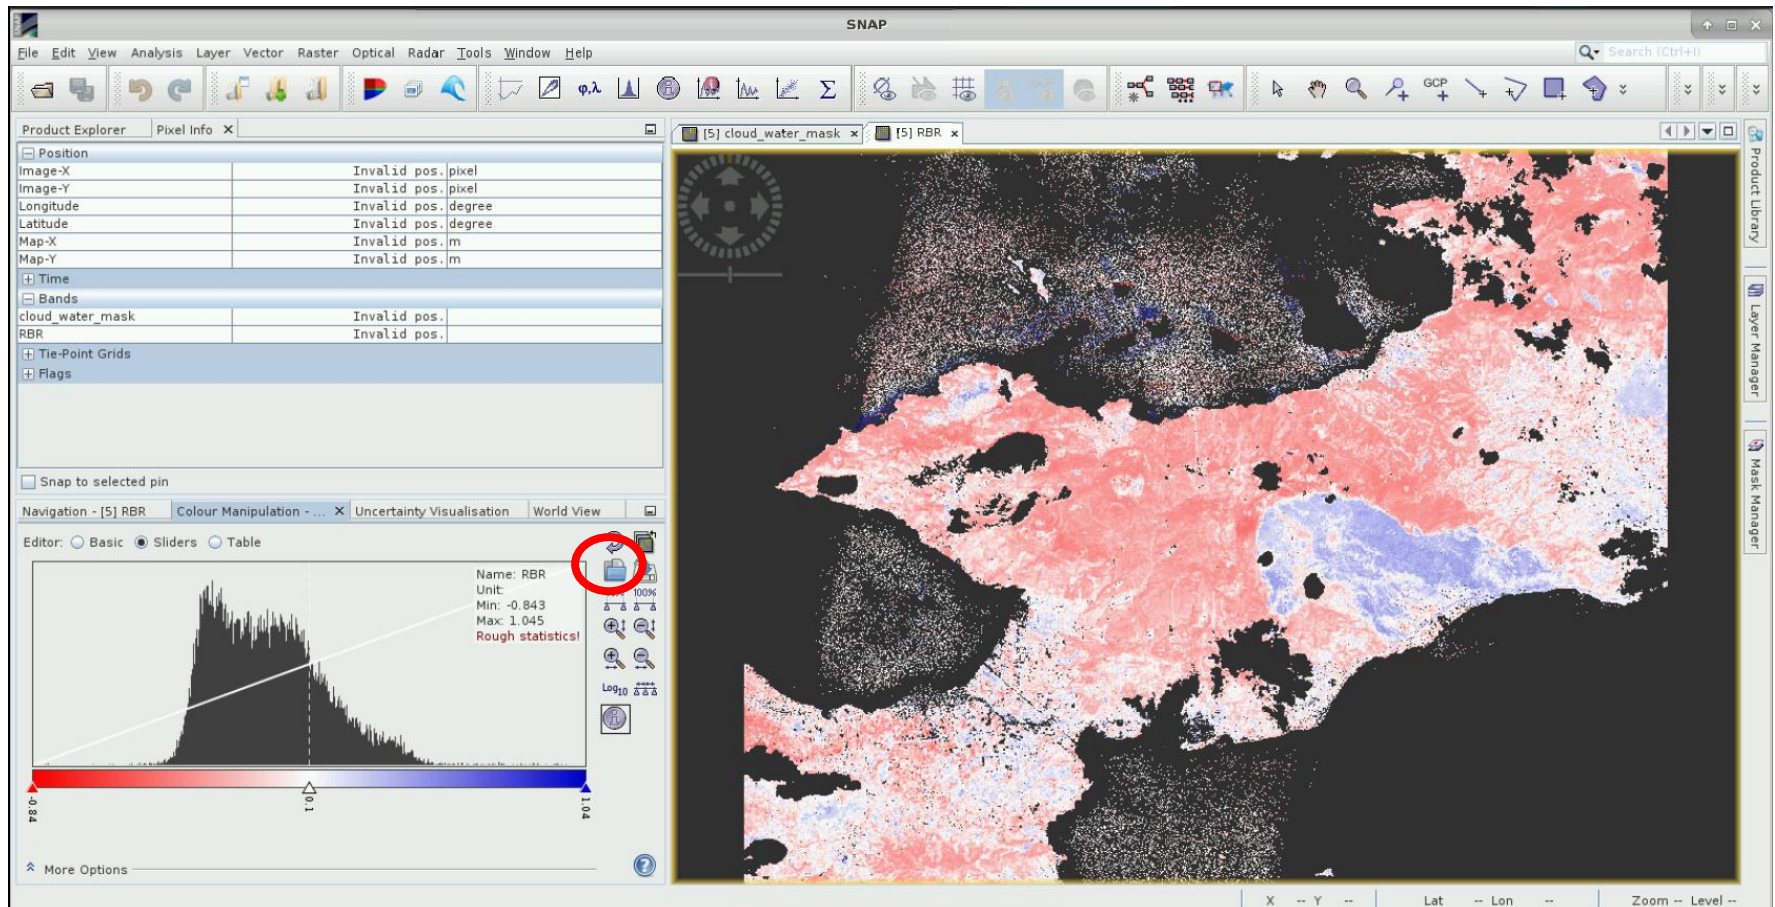 SNAP
File Edit View Analysis Layer Vector Raster Optical Radar Tools Window Help
Search (Ctrl+I)
φ,λ Σ GCP
Product Explorer Pixel Info
Position
Image-X Invalid pos. pixel
Image-Y Invalid pos. pixel
Longitude Invalid pos. degree
Latitude Invalid pos. degree
Map-X Invalid pos. m
Map-Y Invalid pos. m
Time
Bands
cloud_water_mask Invalid pos.
RBR Invalid pos.
Tie-Point Grids
Flags
Snap to selected pin
Navigation - [5] RBR Colour Manipulation - ... Uncertainty Visualisation World View
Editor: Basic Sliders Table
Name: RBR
Unit:
Min: -0.843
Max: 1.045
Rough statistics!
100%
Log10
-0.84 0.1 1.04
More Options
[5] cloud_water_mask [5] RBR
Product Library
Layer Manager
Mask Manager
X -- Y -- Lat -- Lon -- Zoom -- Level --